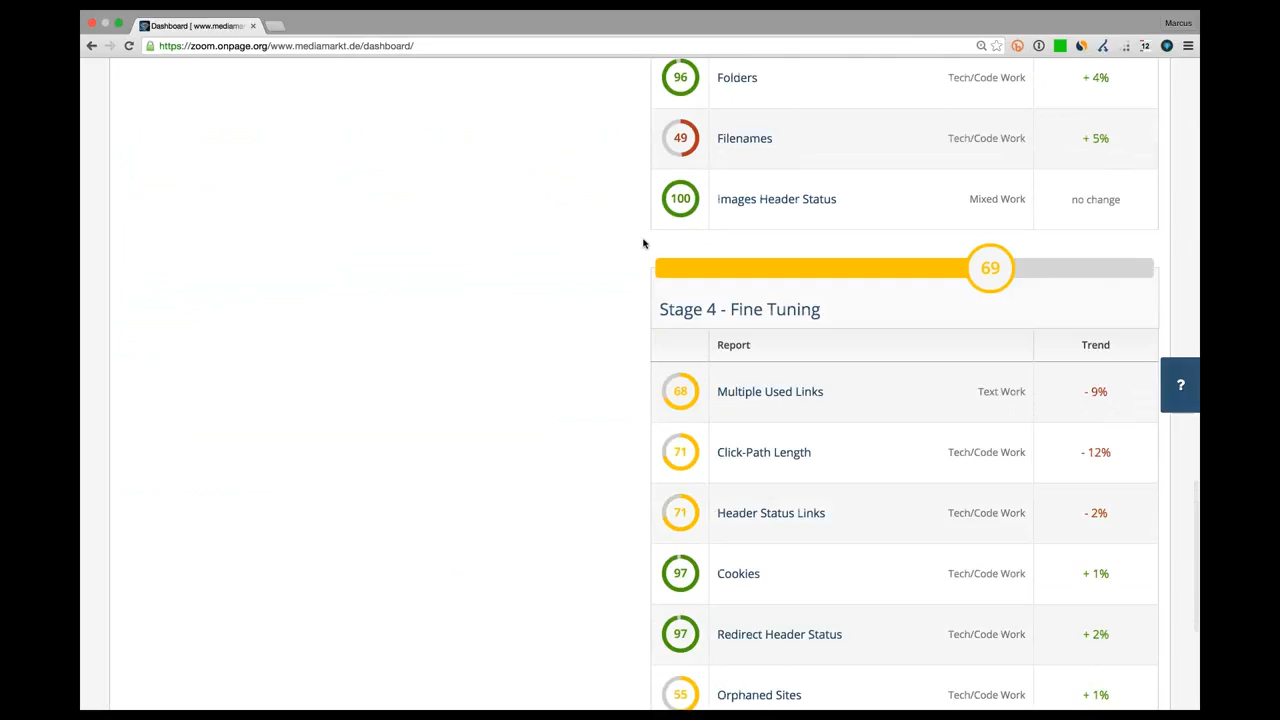 Dashboard [ www.mediama
Marcus
https://zoom.onpage.org/www.mediamarkt.de/dashboard/
12
96 Folders Tech/Code Work + 4%
49 Filenames Tech/Code Work + 5%
100 Images Header Status Mixed Work no change
69
Stage 4 - Fine Tuning
Report Trend
?
68 Multiple Used Links Text Work - 9%
71 Click-Path Length Tech/Code Work - 12%
71 Header Status Links Tech/Code Work - 2%
97 Cookies Tech/Code Work + 1%
97 Redirect Header Status Tech/Code Work + 2%
55 Orphaned Sites Tech/Code Work + 1%